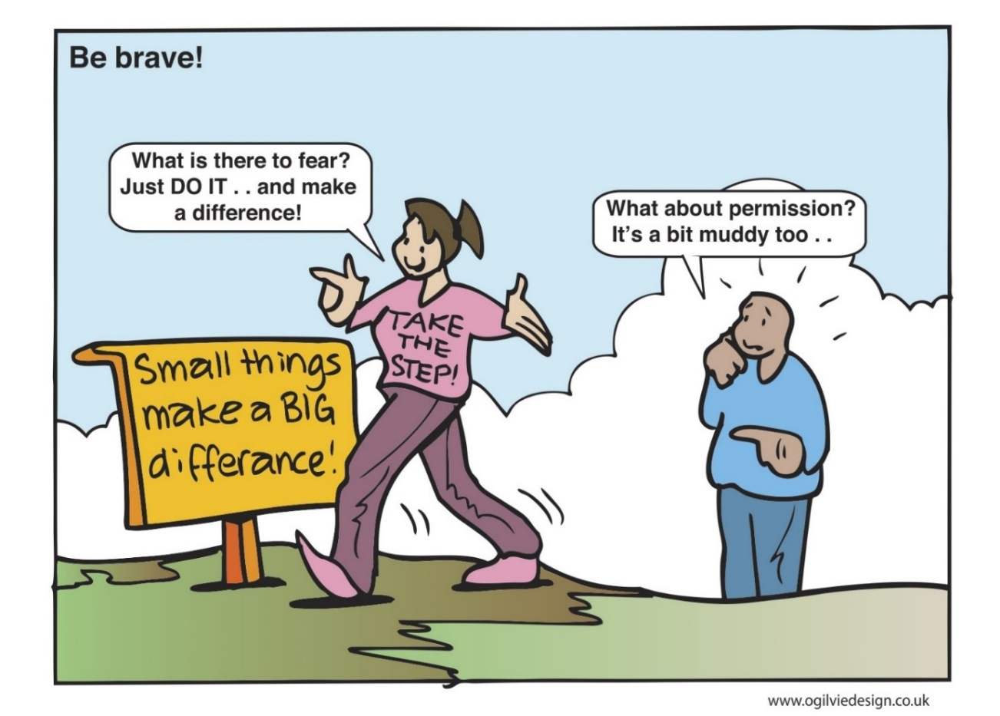 Be brave!
What is there to fear?
Just DO IT . . and make
a difference!
What about permission?
It's a bit muddy too . .
TAKE
THE
STEP!
Small things
make a BIG
differance!
www.ogilviedesign.co.uk